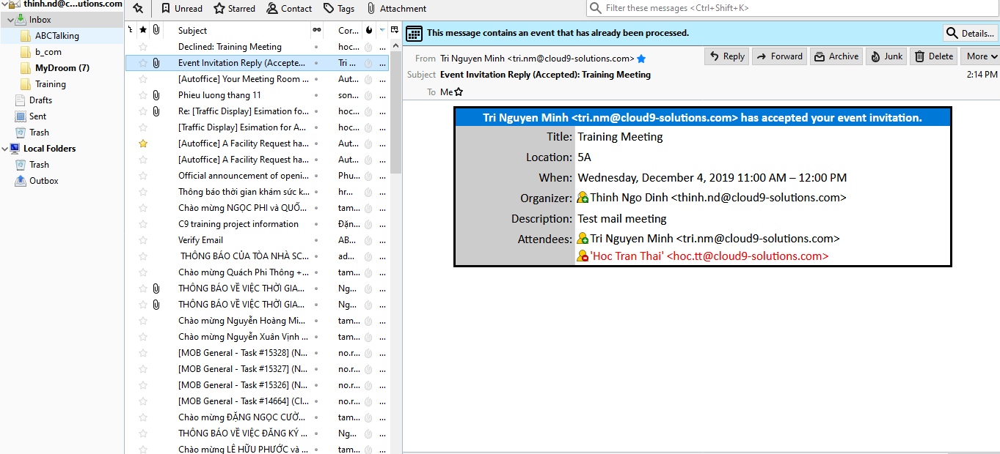 thinh.nd@c...utions.com
Inbox
ABCTalking
b_com
MyDroom (7)
Training
Drafts
Sent
Trash
Local Folders
Trash
Outbox
Unread
Starred
Contact
Tags
Attachment
Filter these messages <Ctrl+Shift+K>
Subject
Cor...
Declined: Training Meeting hoc... ...
Event Invitation Reply (Accepte... Tri ... ...
[Autoffice] Your Meeting Room ... Aut... ...
Phieu luong thang 11 son... ...
Re: [Traffic Display] Esimation fo... hoc... ...
[Traffic Display] Esimation for A... hoc... ...
[Autoffice] A Facility Request ha... Aut... ...
[Autoffice] A Facility Request ha... Aut... ...
Official announcement of openi... Phu... ...
Thông báo thời gian khám sức k... hr... ...
Chào mừng NGỌC PHI và QUỐ... tam... ...
C9 training project information Đặn... ...
Verify Email AB... ...
THÔNG BÁO CỦA TÒA NHÀ SC... ad... ...
Chào mừng Quách Phi Thông +... tam... ...
THÔNG BÁO VỀ VIỆC THỜI GIA... Ng... ...
THÔNG BÁO VỀ VIỆC THỜI GIA... Ng... ...
Chào mừng Nguyễn Hoàng Mi... tam... ...
Chào mừng Nguyễn Xuân Vịnh ... tam... ...
[MOB General - Task #15328] (N... no.r... ...
[MOB General - Task #15327] (N... no.r... ...
[MOB General - Task #15326] (N... no.r... ...
[MOB General - Task #14664] (Cl... no.r... ...
Chào mừng ĐẶNG NGỌC CƯỜ... tam... ...
THÔNG BÁO VỀ VIỆC ĐĂNG KÝ ... Ng... ...
Chào mừng LÊ HỮU PHƯỚC và ... tam... ...
This message contains an event that has already been processed.
Details...
From Tri Nguyen Minh <tri.nm@cloud9-solutions.com>
Reply
Forward
Archive
Junk
Delete
More
Subject Event Invitation Reply (Accepted): Training Meeting
2:14 PM
To Me
Tri Nguyen Minh <tri.nm@cloud9-solutions.com> has accepted your event invitation.
Title: Training Meeting
Location: 5A
When: Wednesday, December 4, 2019 11:00 AM – 12:00 PM
Organizer: Thinh Ngo Dinh <thinh.nd@cloud9-solutions.com>
Description: Test mail meeting
Attendees: Tri Nguyen Minh <tri.nm@cloud9-solutions.com>
'Hoc Tran Thai' <hoc.tt@cloud9-solutions.com>